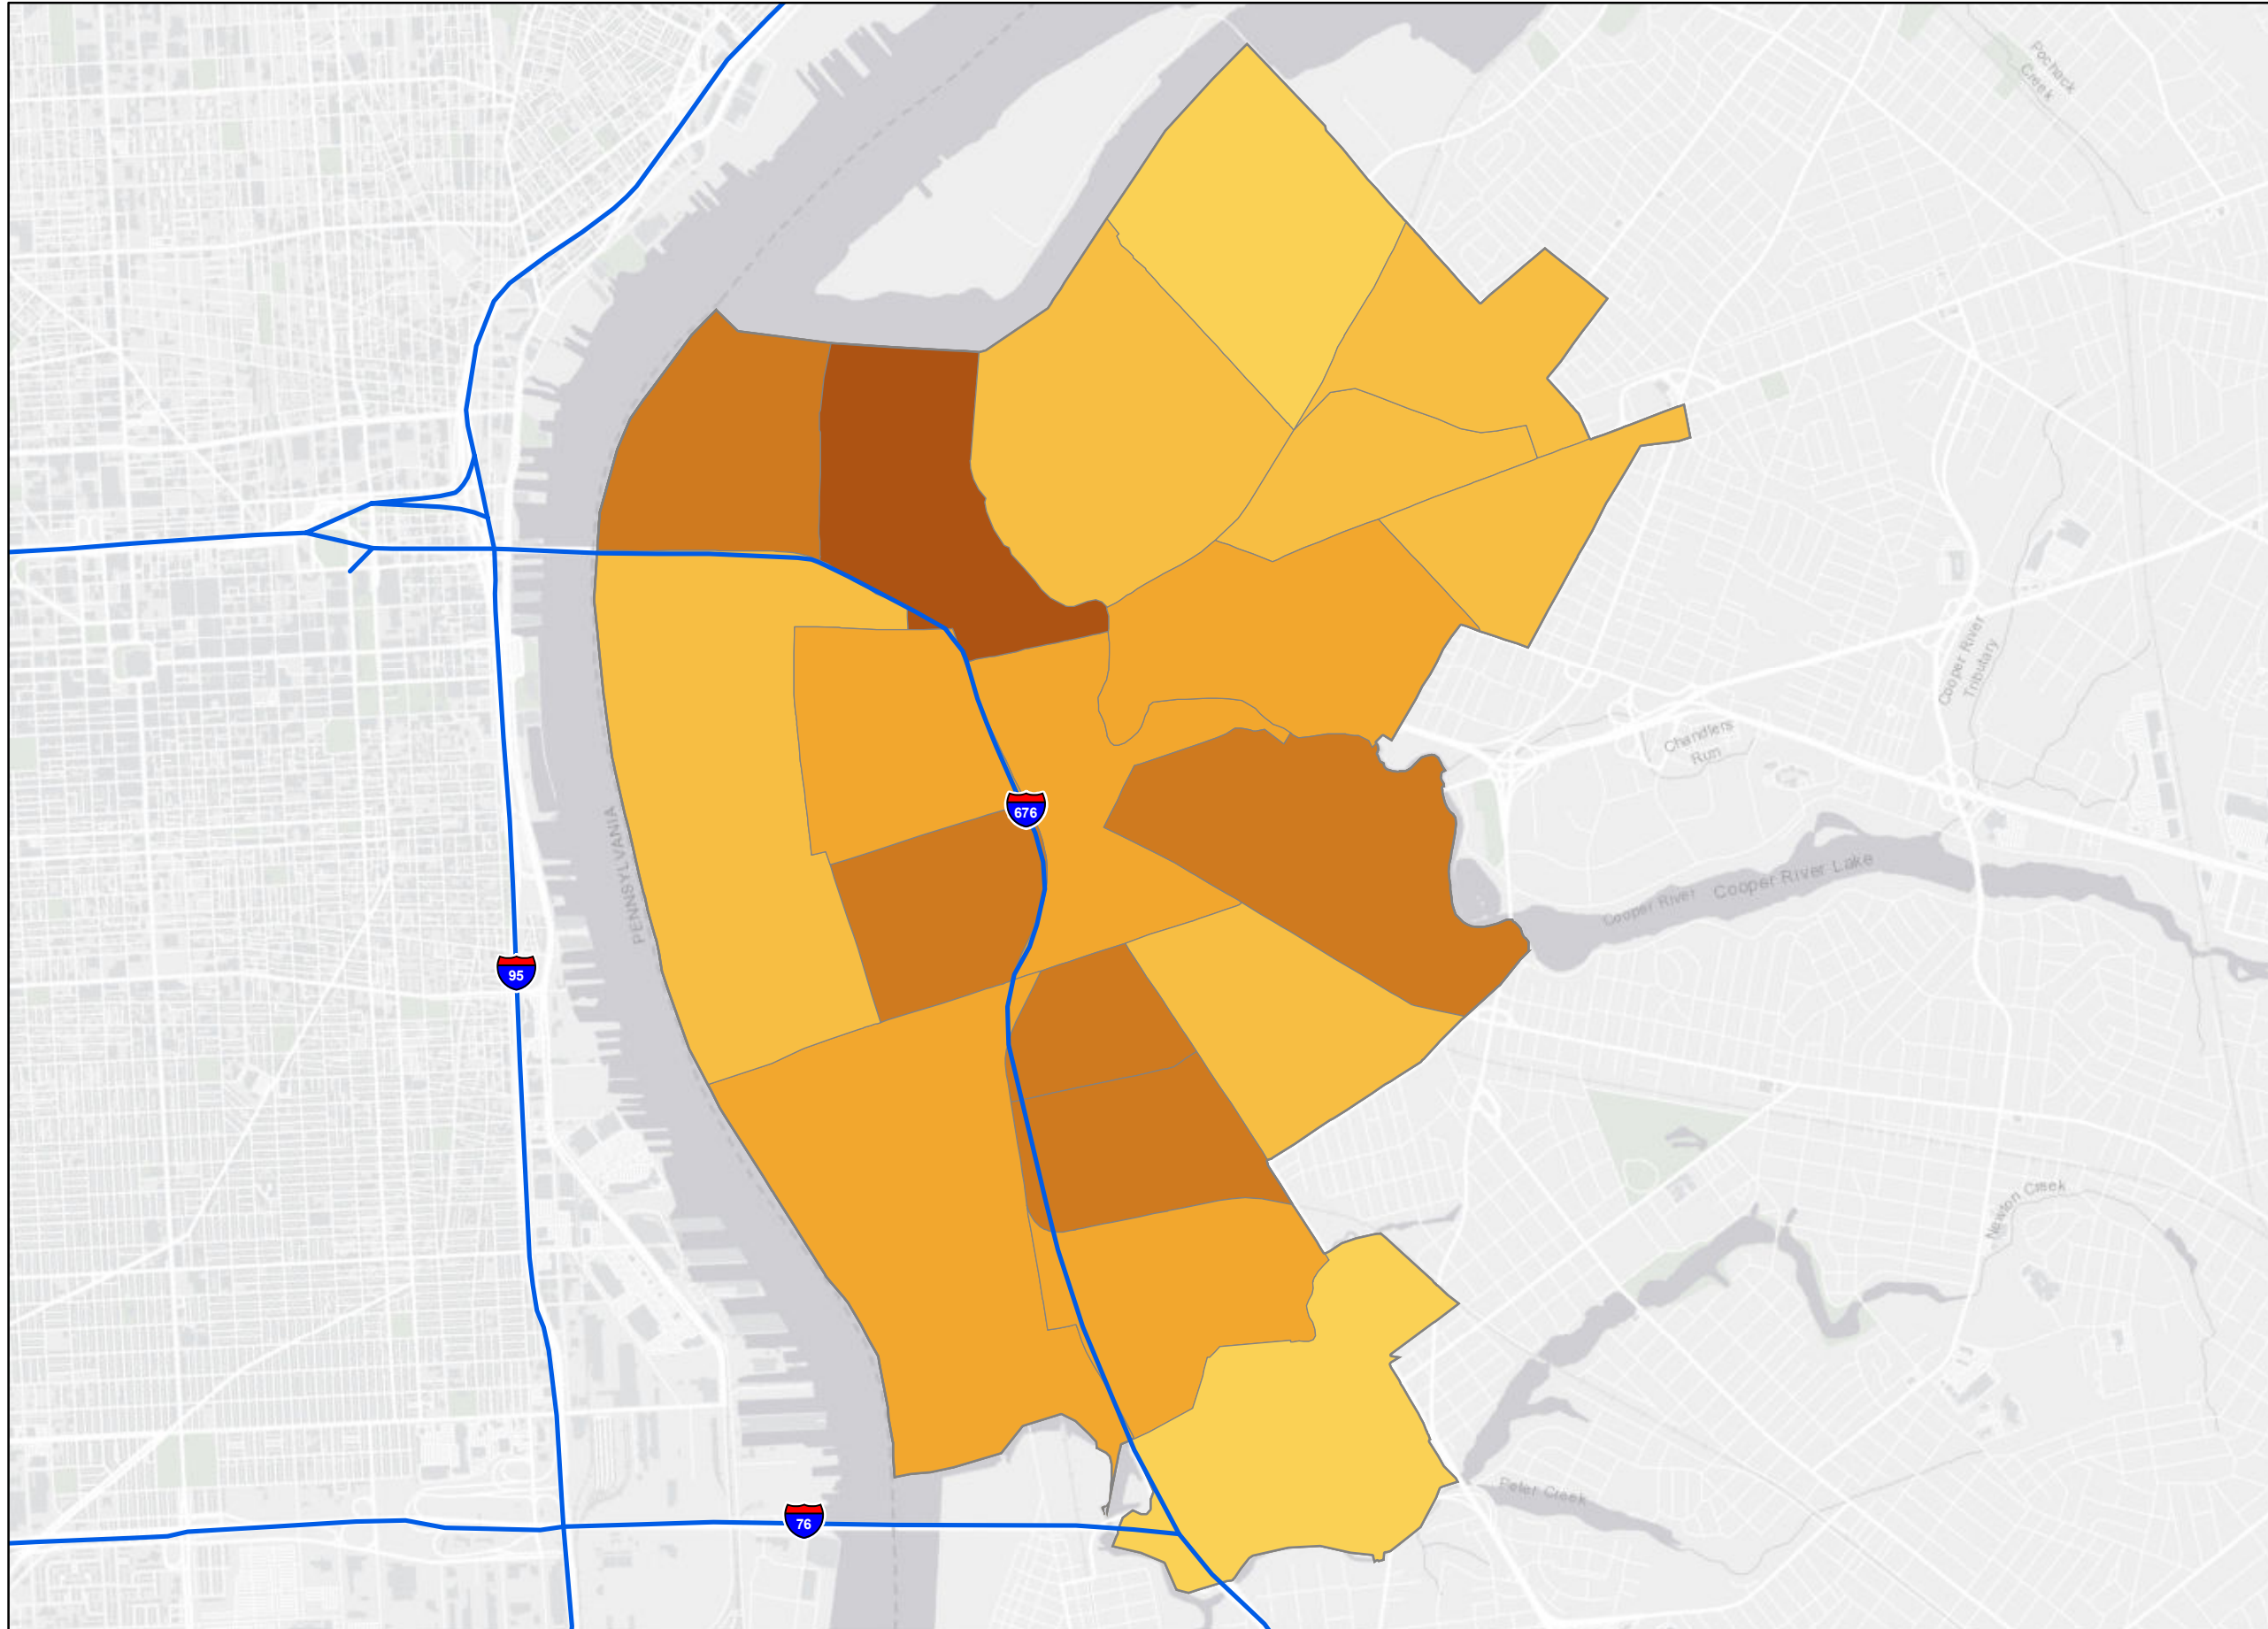 Pochack
Creek
Cooper River
Tributary
Chandlers
Run
676
PENNSYLVANIA
Cooper River
Cooper River Lake
95
Newton Creek
76
Peter Creek